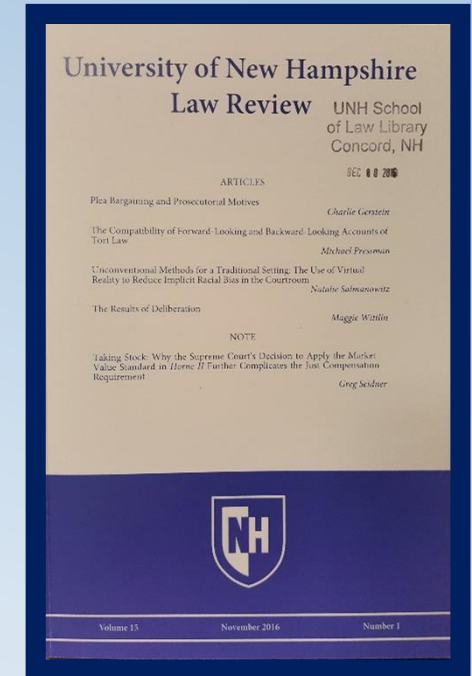 University of New Hampshire
Law Review
UNH School
of Law Library
Concord, NH
ARTICLES
Plea Bargaining and Prosecutorial Motives
Charlie Gerstein
The Compatibility of Forward-Looking and Backward-Looking Accounts of
Tort Law
Michael Pressman
Unconventional Methods for a Traditional Setting: The Use of Virtual
Reality to Reduce Implicit Racial Bias in the Courtroom
Natalie Salmanowitz
The Results of Deliberation
Maggie Wittlin
NOTE
Taking Stock: Why the Supreme Court's Decision to Apply the Market
Value Standard in Horne II Further Complicates the Just Compensation
Requirement
Greg Seidner
NH
Volume 15
November 2016
Number 1